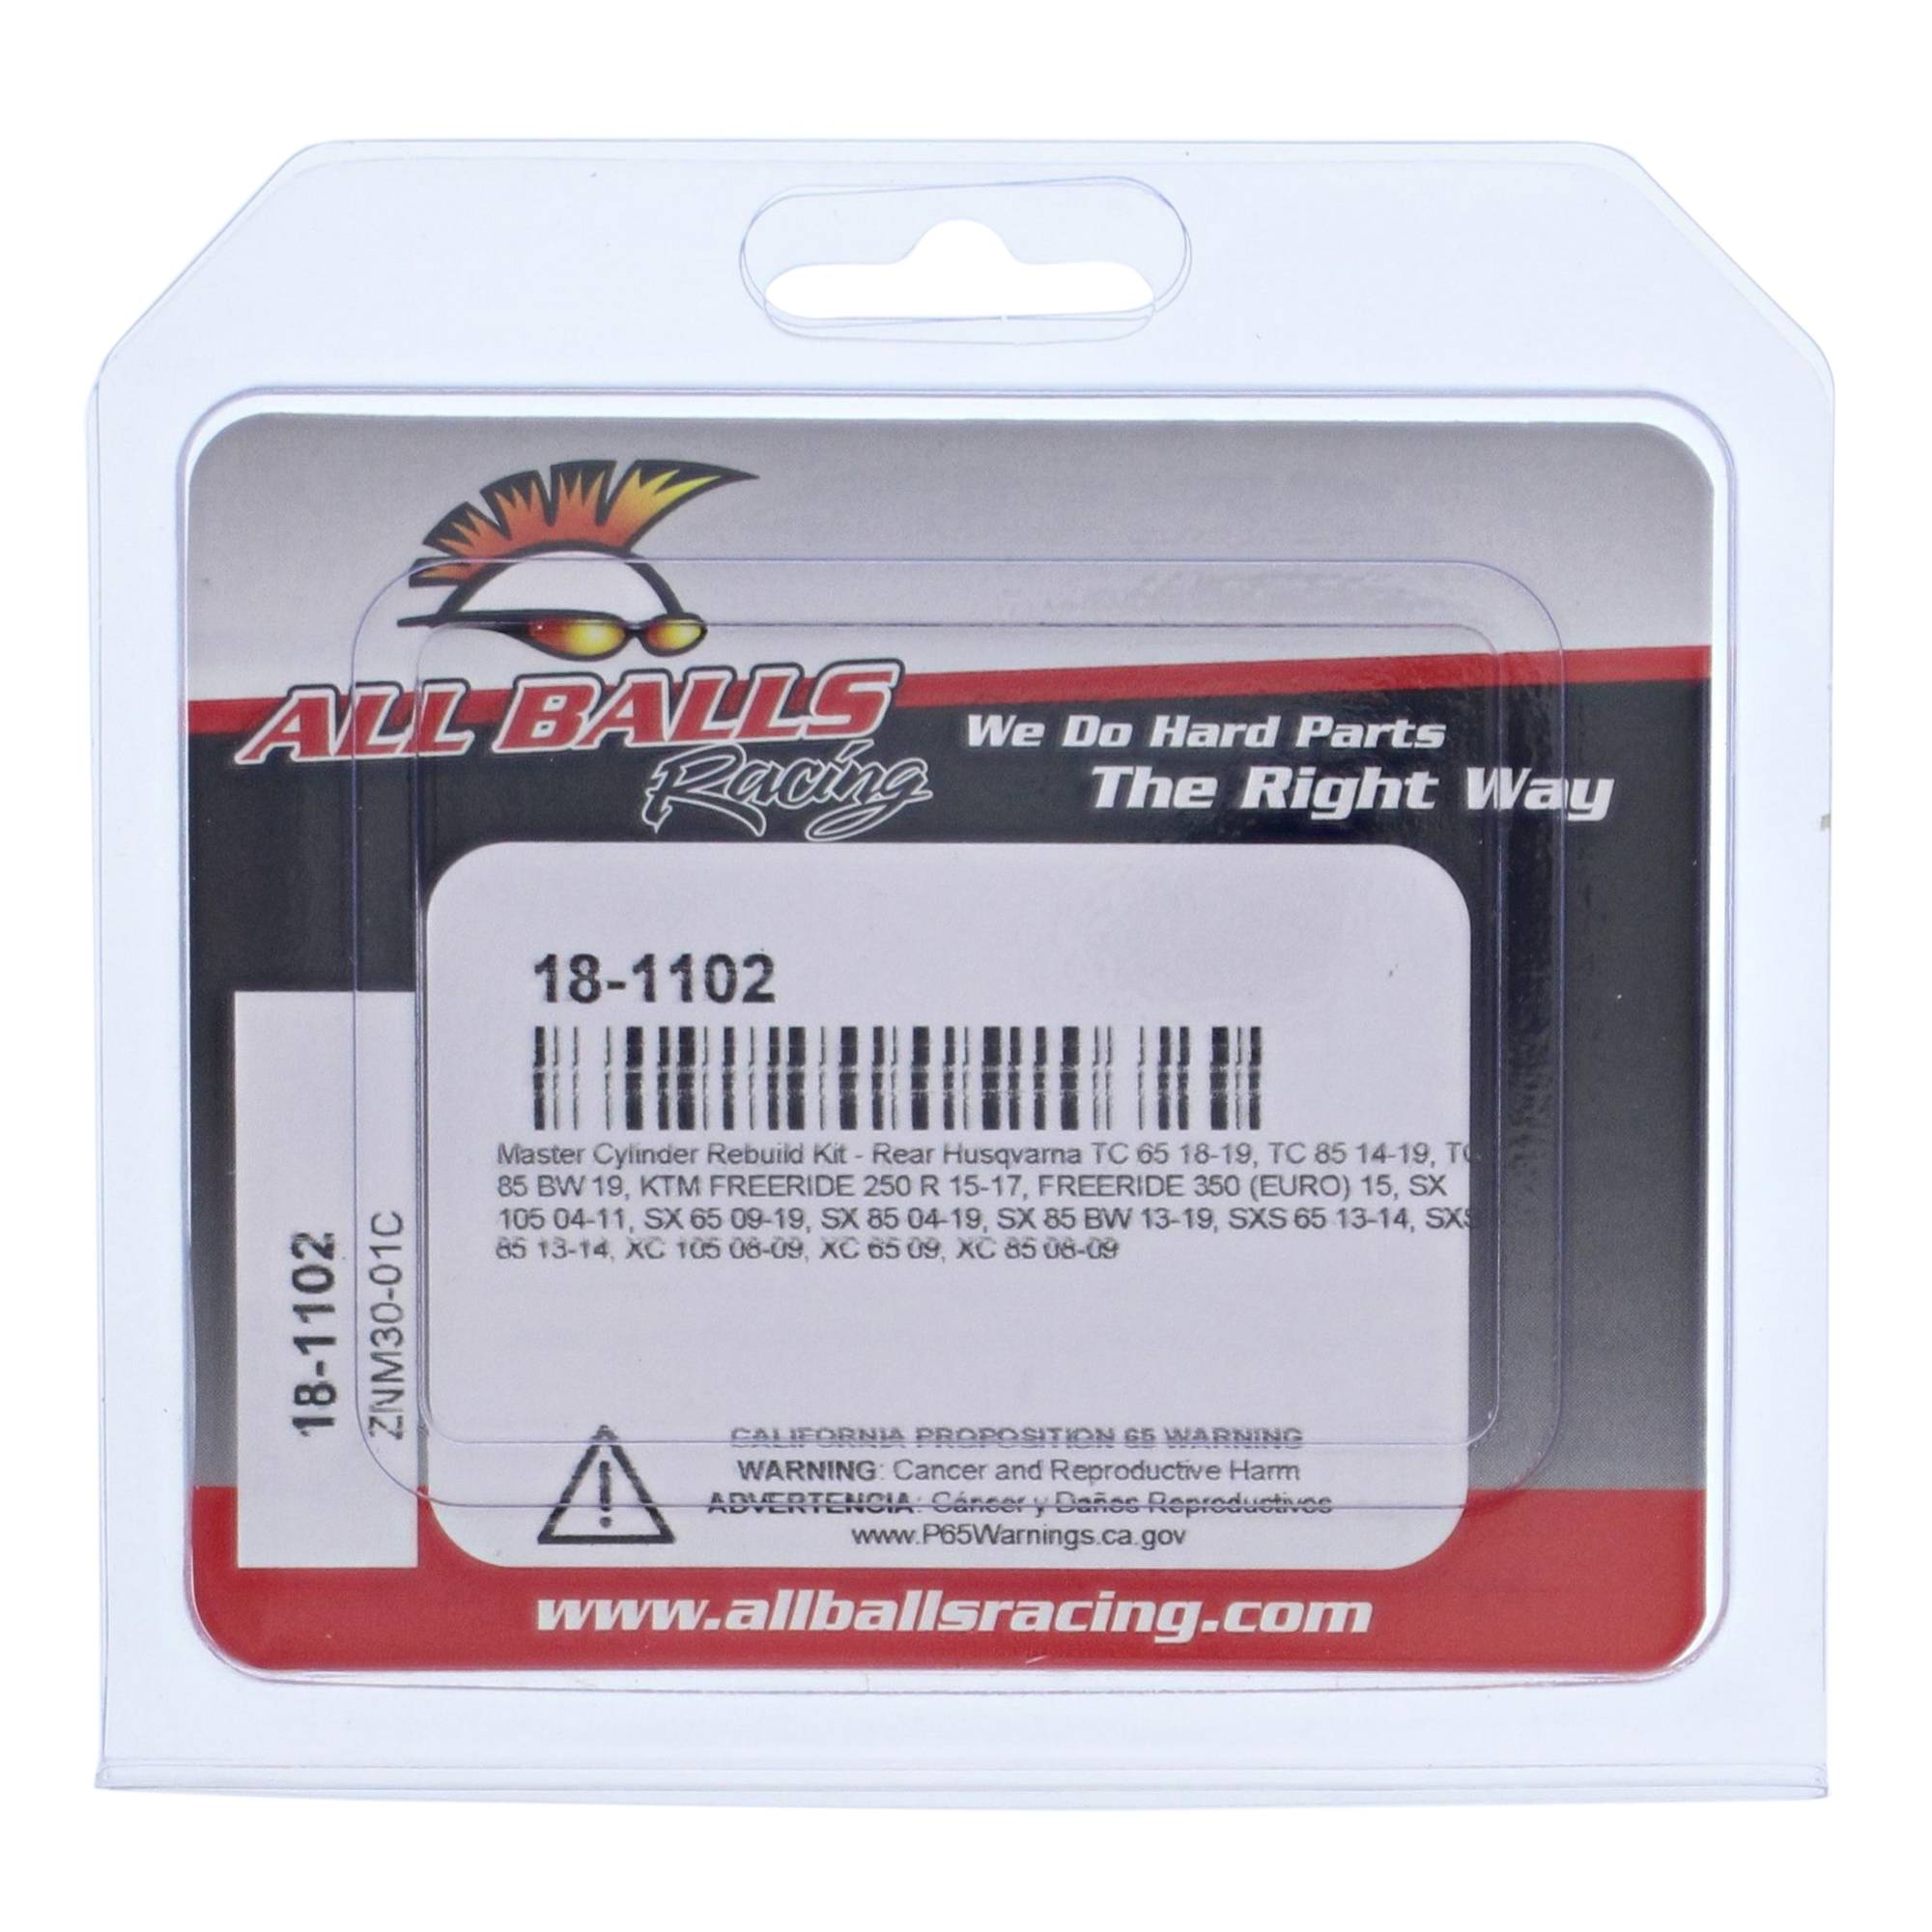 ALL BALLS
Racing
We Do Hard Parts
The Right Way
18-1102
Master Cylinder Rebuild Kit - Rear Husqvarna TC 65 18-19, TC 85 14-19, TC
85 BW 19, KTM FREERIDE 250 R 15-17, FREERIDE 350 (EURO) 15, SX
105 04-11, SX 65 09-19, SX 85 04-19, SX 85 BW 13-19, SXS 65 13-14, SXS
85 13-14, XC 105 08-09, XC 65 09, XC 85 08-09
18-1102
ZNM30-01C
CALIFORNIA PROPOSITION 65 WARNING
WARNING: Cancer and Reproductive Harm
ADVERTENCIA: Cáncer y Daños Reproductivos
www.P65Warnings.ca.gov
www.allballsracing.com